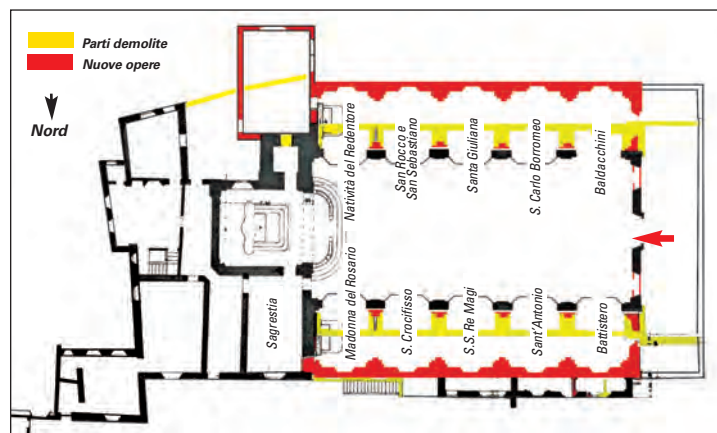 Parti demolite
Nuove opere
Nord
Natività del Redentore
San Rocco e
San Sebastiano
Santa Giuliana
S. Carlo Borromeo
Baldacchini
Sagrestia
Madonna del Rosario
S. Crocifisso
S.S. Re Magi
Sant'Antonio
Battistero